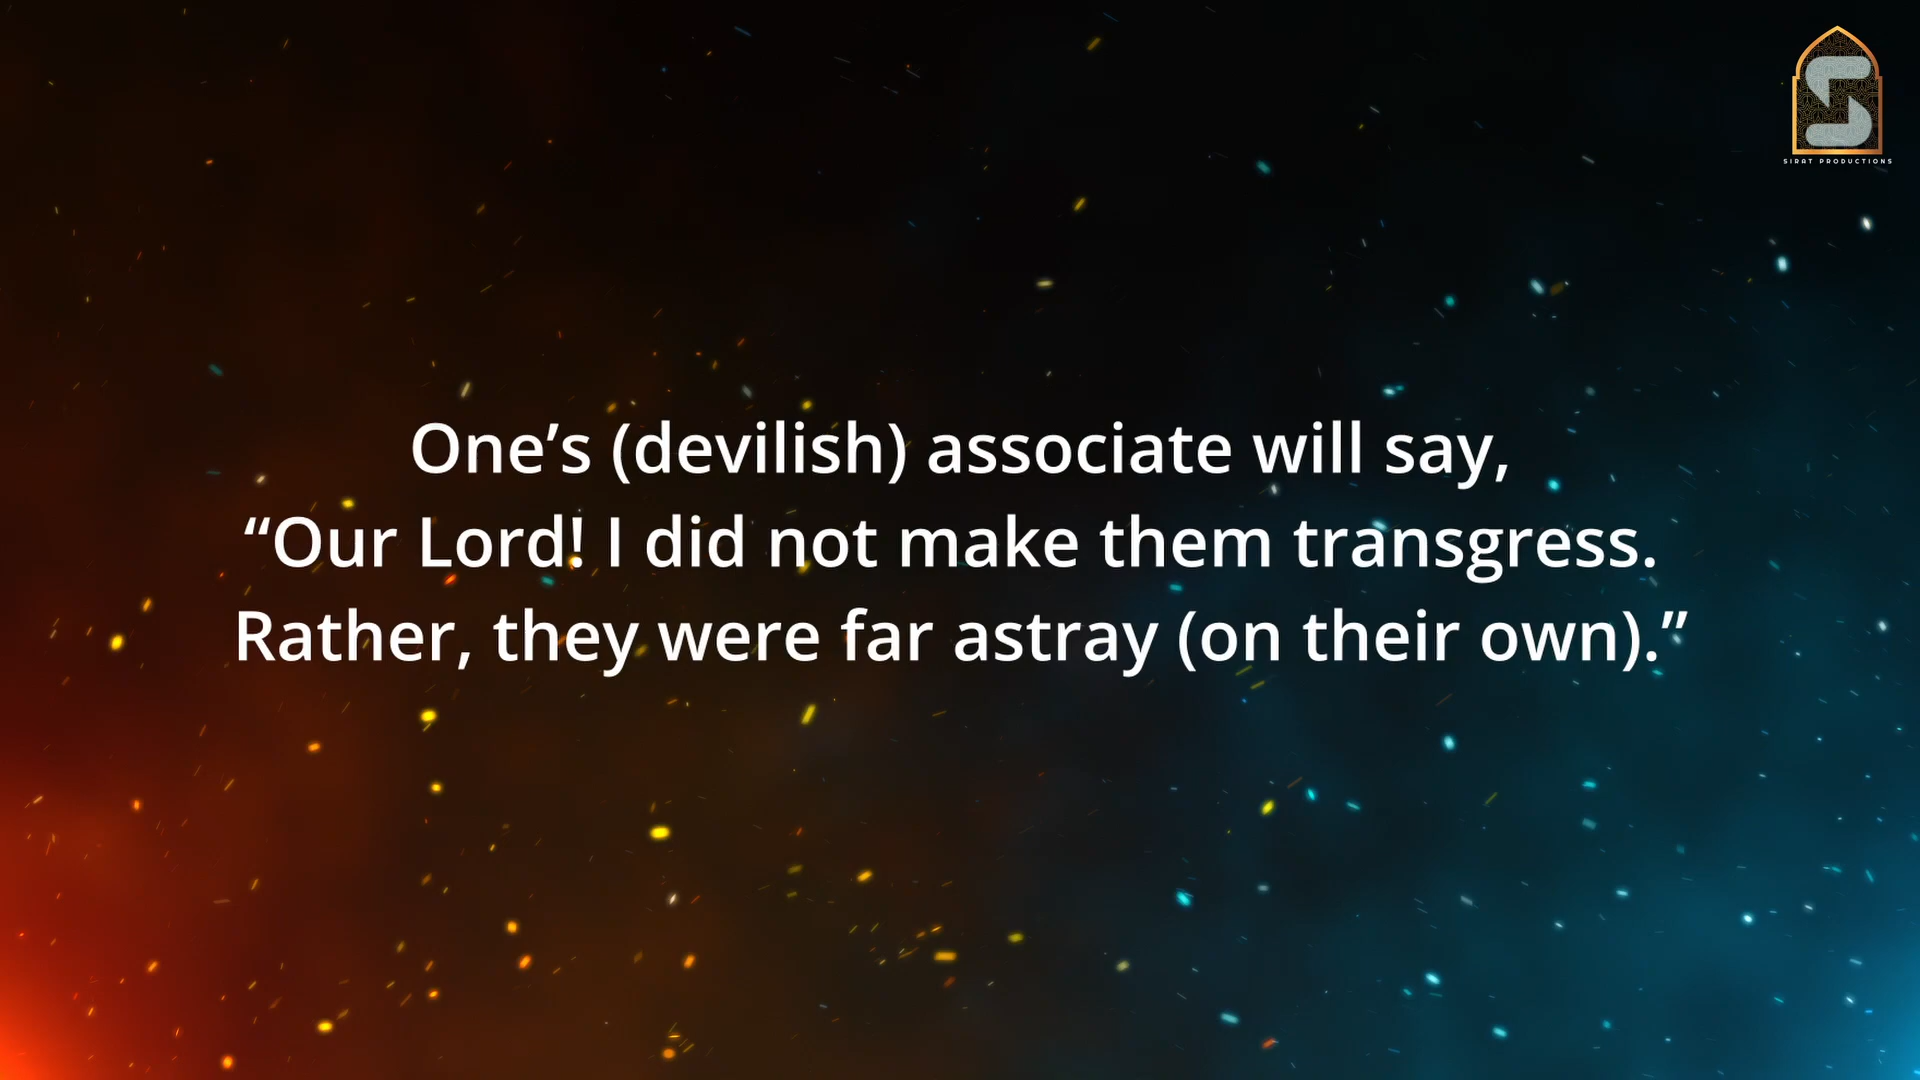 SIRAT PRODUCTIONS
One’s (devilish) associate will say,
“Our Lord! I did not make them transgress.
Rather, they were far astray (on their own).”